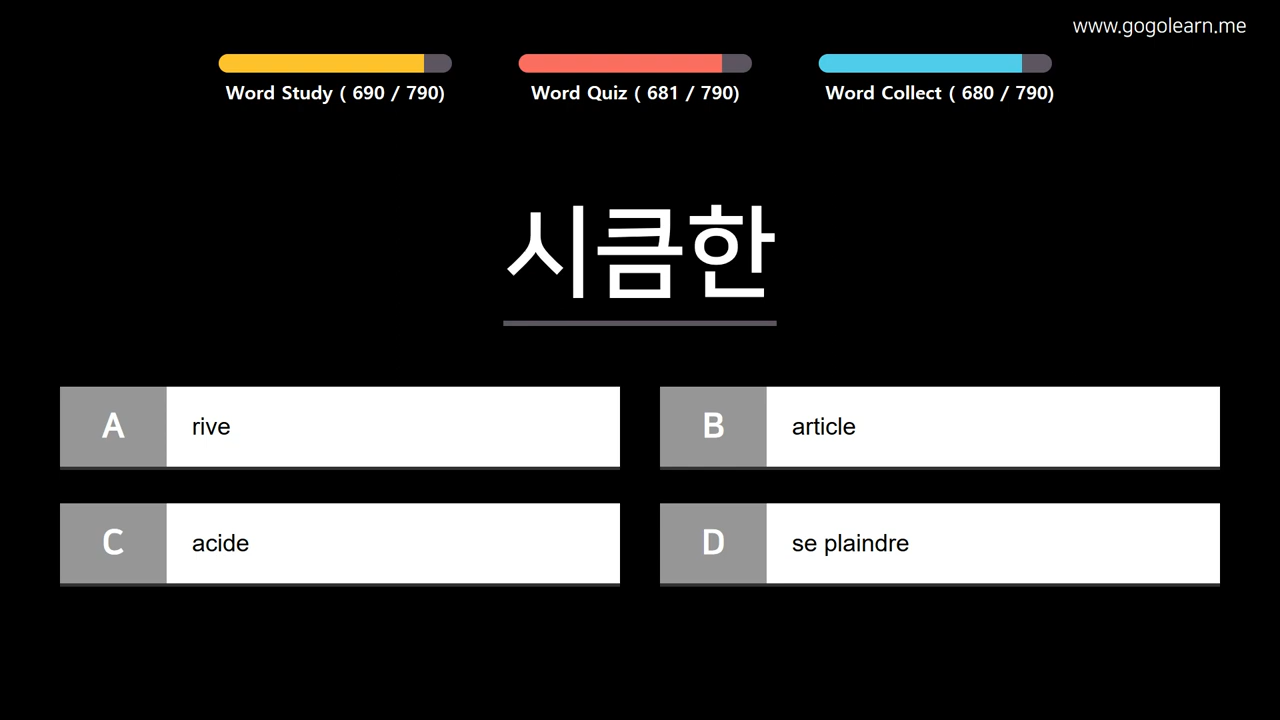 www.gogolearn.me
Word Study ( 690 / 790)
Word Quiz ( 681 / 790)
Word Collect ( 680 / 790)
시큼한
A rive
B article
C acide
D se plaindre